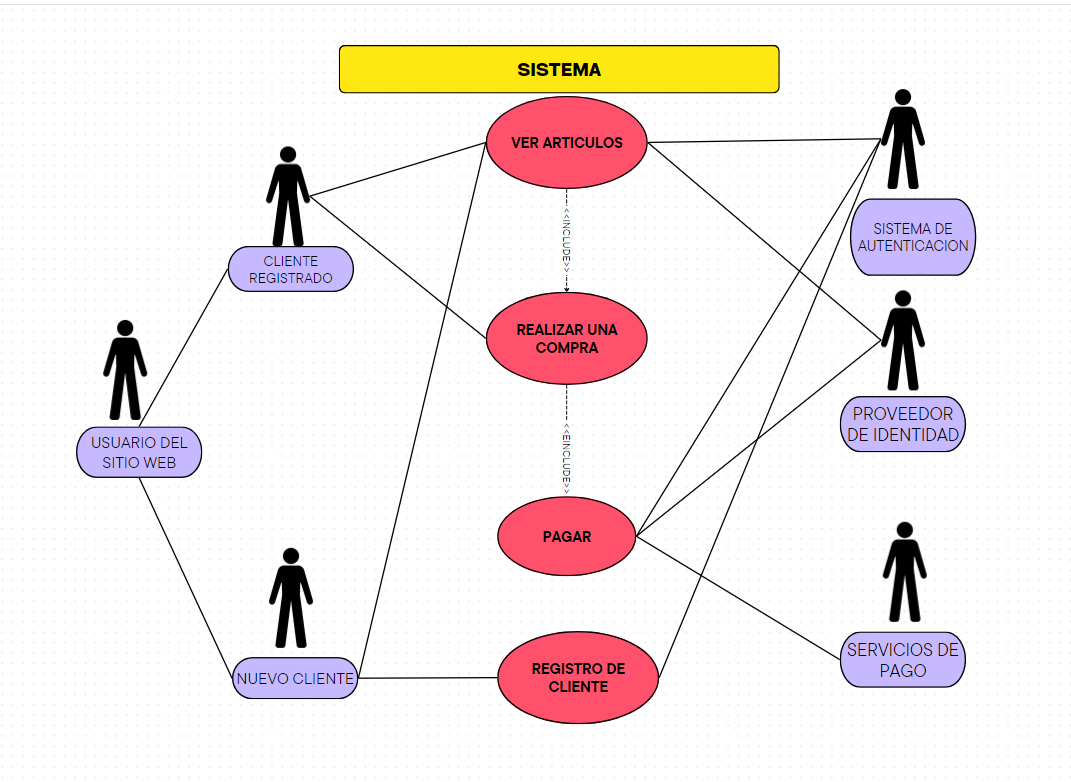 SISTEMA
VER ARTICULOS
<<INCLUDE>>
CLIENTE
REGISTRADO
SISTEMA DE
AUTENTICACION
REALIZAR UNA
COMPRA
PROVEEDOR
DE IDENTIDAD
USUARIO DEL
SITIO WEB
<<EINCLUDE>>
PAGAR
SERVICIOS DE
PAGO
REGISTRO DE
CLIENTE
NUEVO CLIENTE